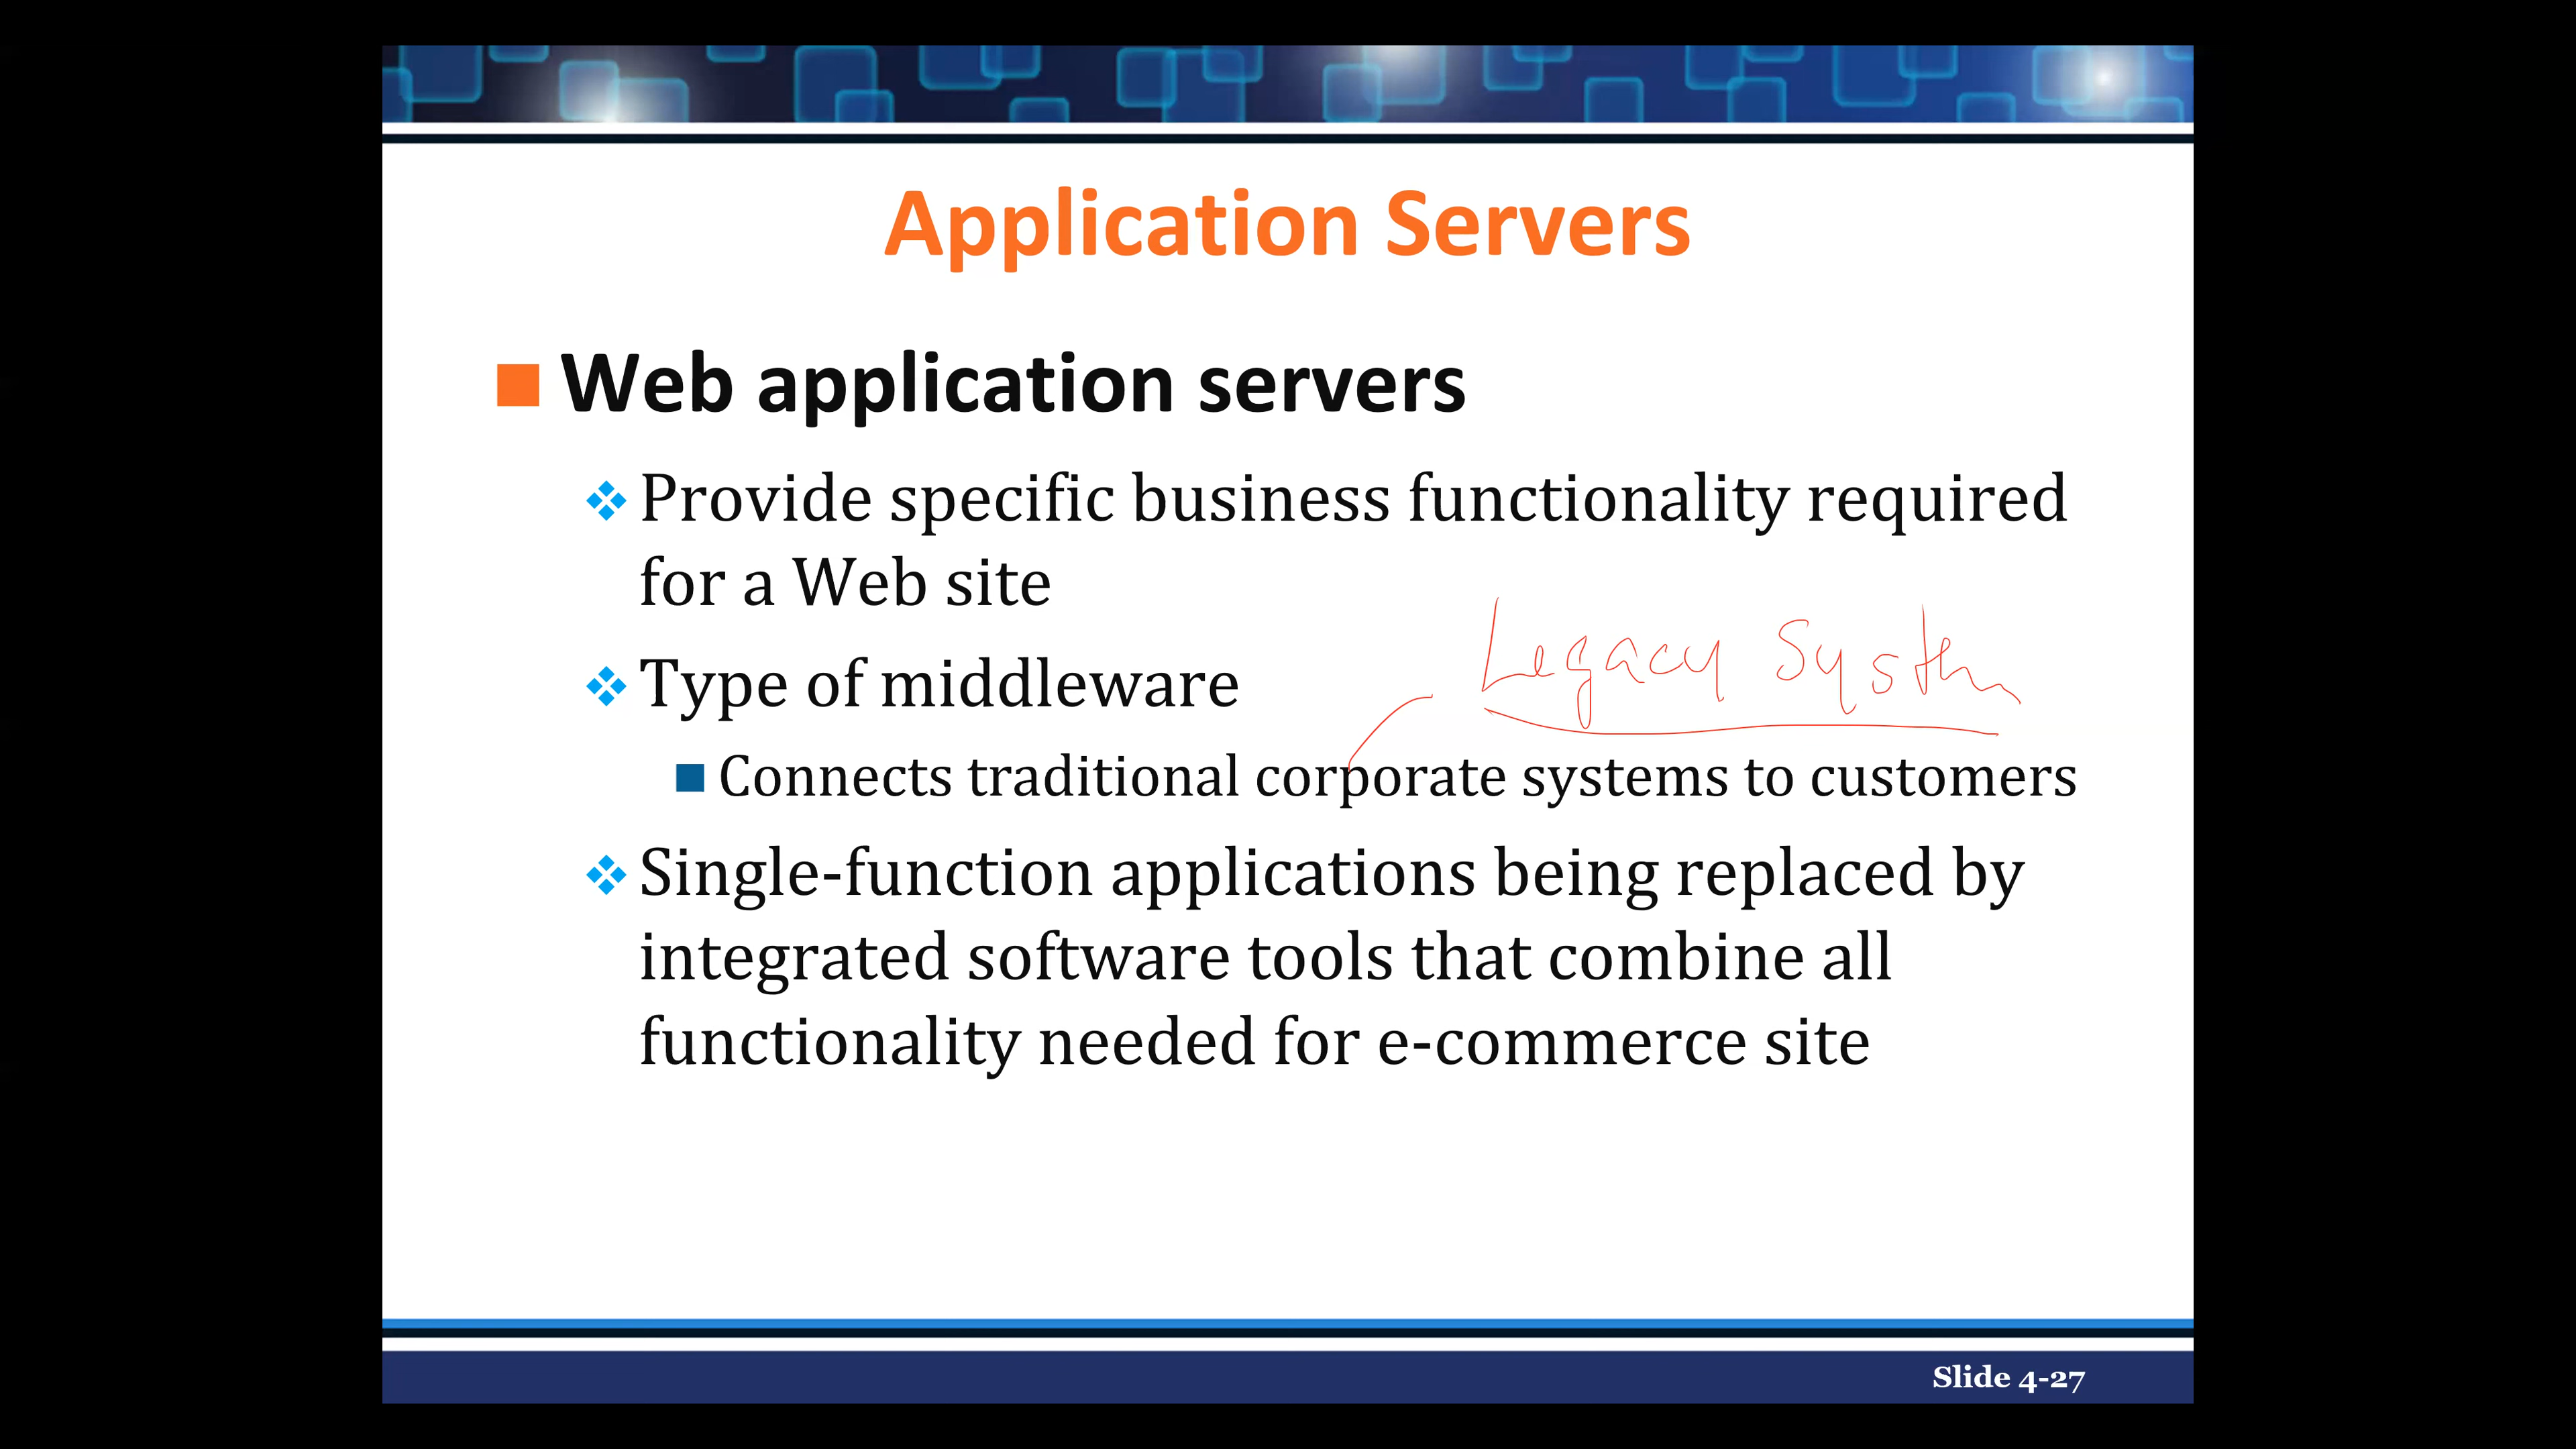 Application Servers
Web application servers
Provide specific business functionality required
for a Web site
Legacy System
Type of middleware
Connects traditional corporate systems to customers
Single-function applications being replaced by
integrated software tools that combine all
functionality needed for e-commerce site
Slide 4-27